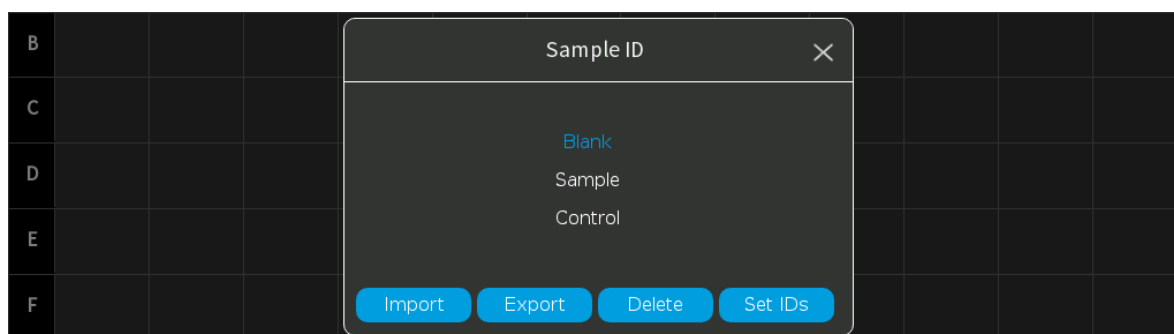 B
Sample ID
C
Blank
D
Sample
Control
E
F
Import Export Delete Set IDs